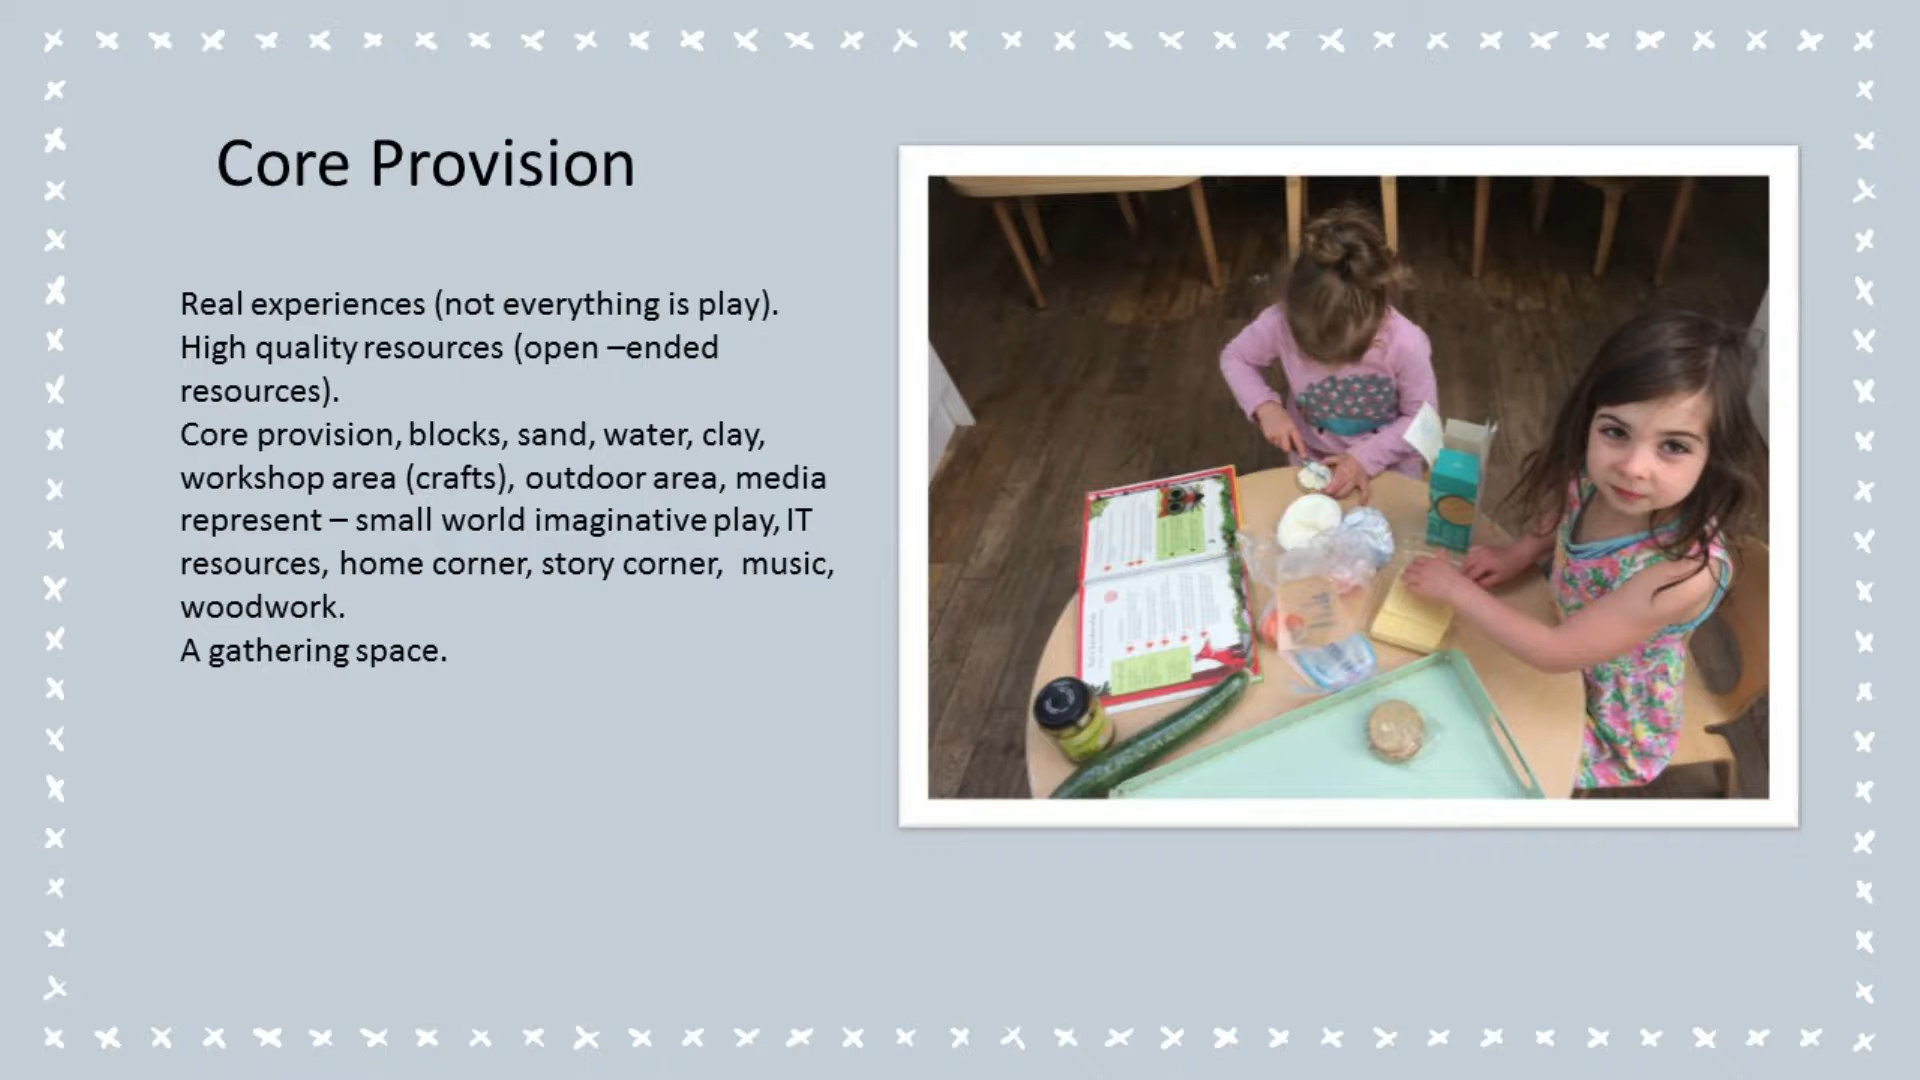 Core Provision
Real experiences (not everything is play).
High quality resources (open –ended
resources).
Core provision, blocks, sand, water, clay,
workshop area (crafts), outdoor area, media
represent – small world imaginative play, IT
resources, home corner, story corner,  music,
woodwork.
A gathering space.